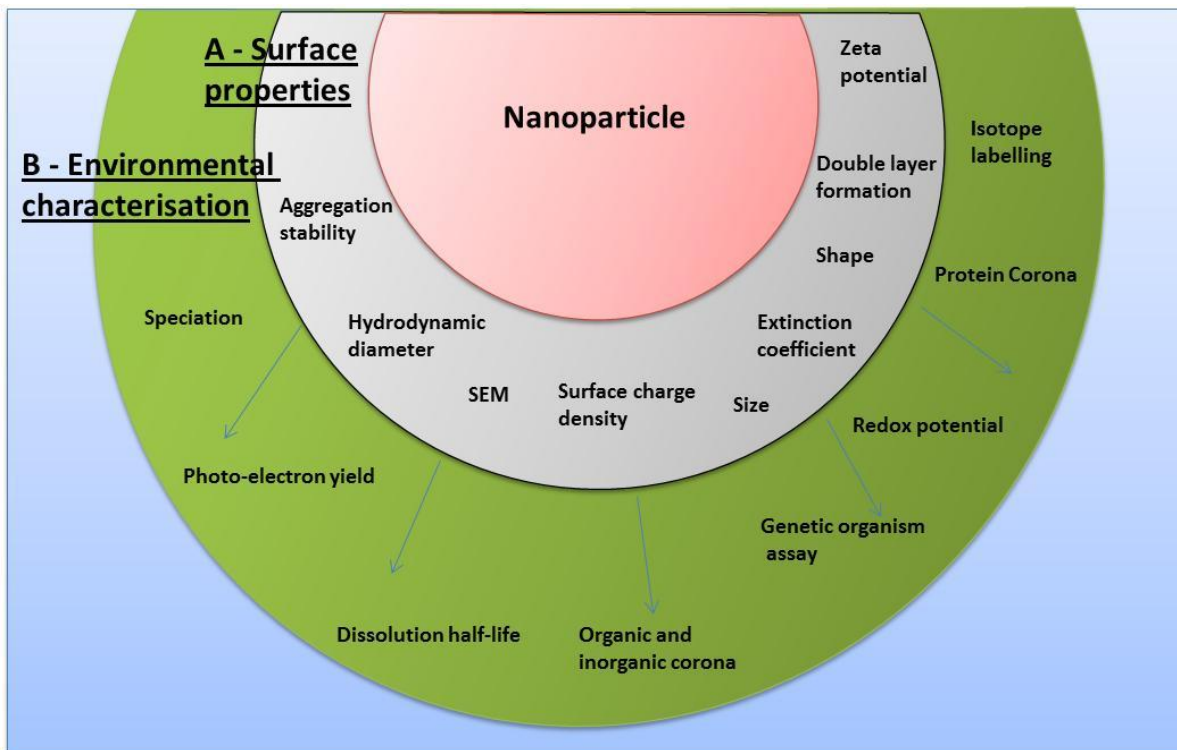 A - Surface
properties
Nanoparticle
Zeta
potential
B - Environmental
characterisation
Isotope
labelling
Double layer
formation
Aggregation
stability
Shape
Protein Corona
Speciation
Hydrodynamic
diameter
Extinction
coefficient
SEM
Surface charge
density
Size
Redox potential
Photo-electron yield
Genetic organism
assay
Dissolution half-life
Organic and
inorganic corona